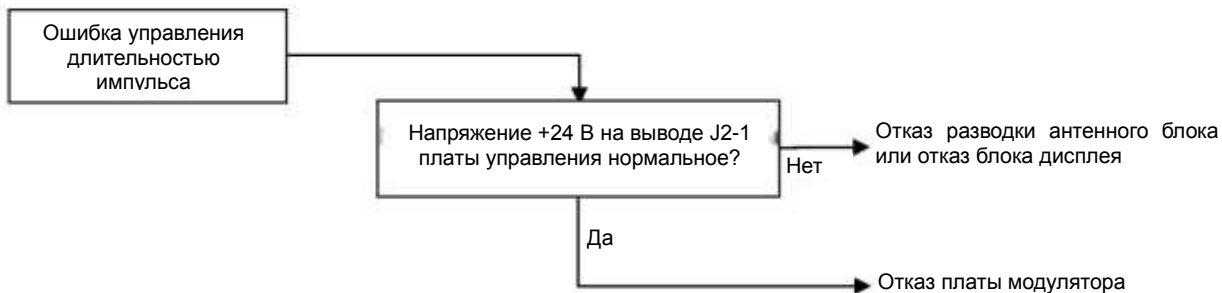 Ошибка управления
длительностью
импульса
Напряжение +24 В на выводе J2-1
платы управления нормальное?
Нет
Отказ разводки антенного блока
или отказ блока дисплея
Да
Отказ платы модулятора